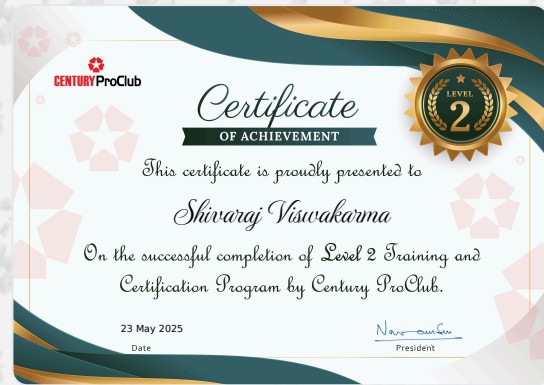 CENTURY ProClub
LEVEL
2
Certificate
OF ACHIEVEMENT
This certificate is proudly presented to
Shivaraj Viswakarma
On the successful completion of Level 2 Training and
Certification Program by Century ProClub.
23 May 2025
Date
President